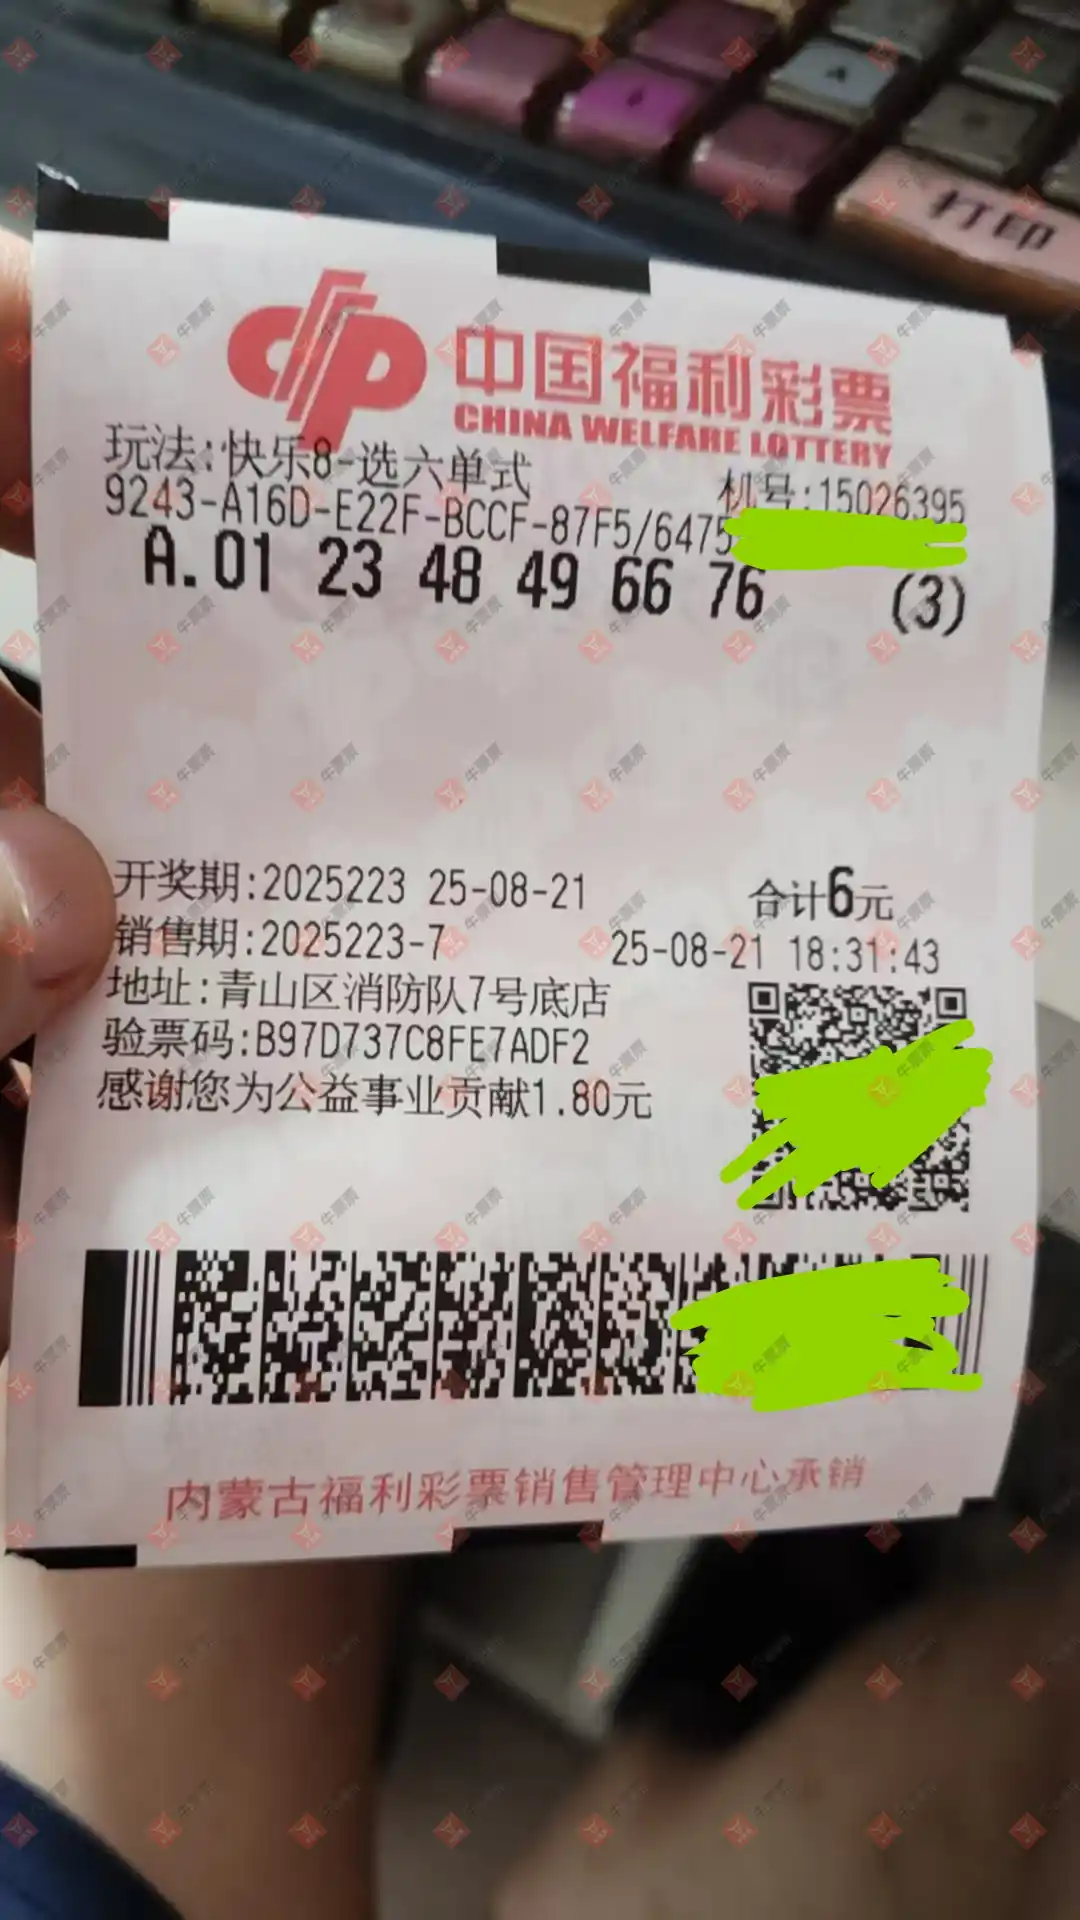 打印
中国福利彩票
CHINA WELFARE LOTTERY
玩法:快乐8-选六单式
机号:15026395
9243-A16D-E22F-BCCF-87F5/6475
A.01 23 48 49 66 76 (3)
开奖期:2025223 25-08-21
合计6元
销售期:2025223-7
25-08-21 18:31:43
地址:青山区消防队7号底店
验票码:B97D737C8FE7ADF2
感谢您为公益事业贡献1.80元
内蒙古福利彩票销售管理中心承销
牛票票